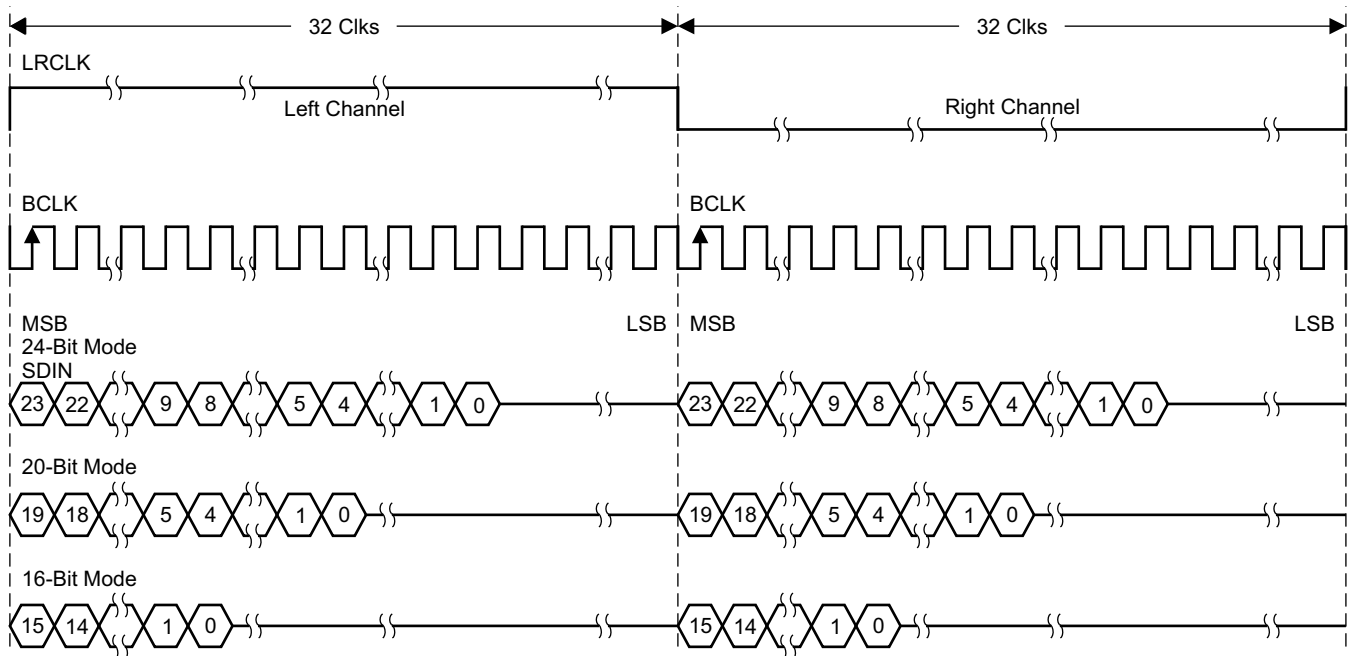 32 Clks 32 Clks
LRCLK
Left Channel Right Channel
BCLK BCLK
MSB LSB MSB LSB
24-Bit Mode
SDIN
23 22 9 8 5 4 1 0 23 22 9 8 5 4 1 0
20-Bit Mode
19 18 5 4 1 0 19 18 5 4 1 0
16-Bit Mode
15 14 1 0 15 14 1 0